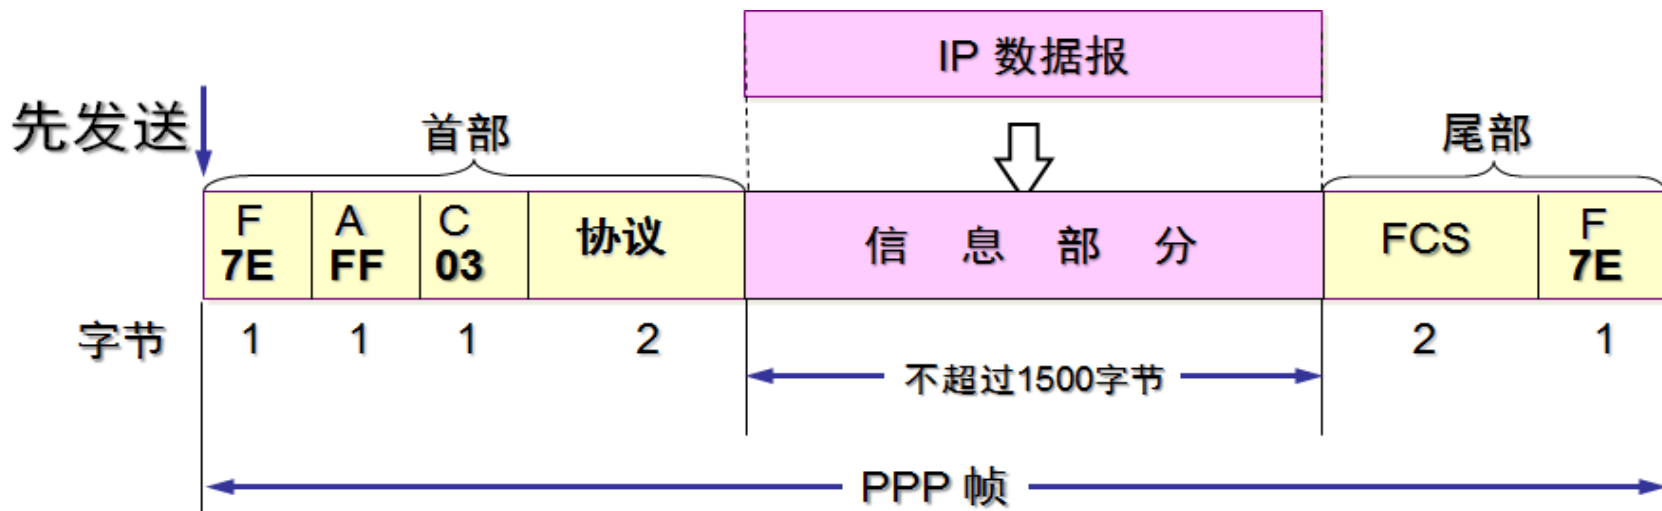 IP 数据报
先发送
首部
尾部
F A C 协议 信息部分 FCS F
7E FF 03 7E
字节 1 1 1 2 2 1
不超过1500字节
PPP 帧